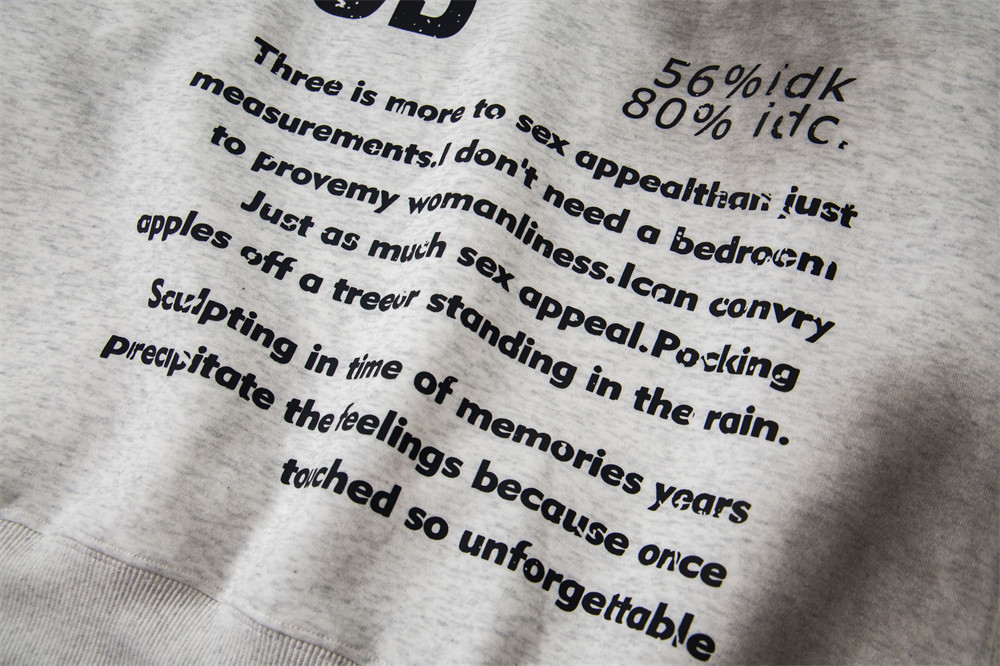 56%idk
80% idc.
Three is more to sex appealthan just
measurements.I don't need a bedroom
to provemy womanliness.Ican convry
Just as much sex appeal.Pocking
apples off a treeor standing in the rain.
Sculpting in time of memories years
precipitate the feelings because once
touched so unforgettable